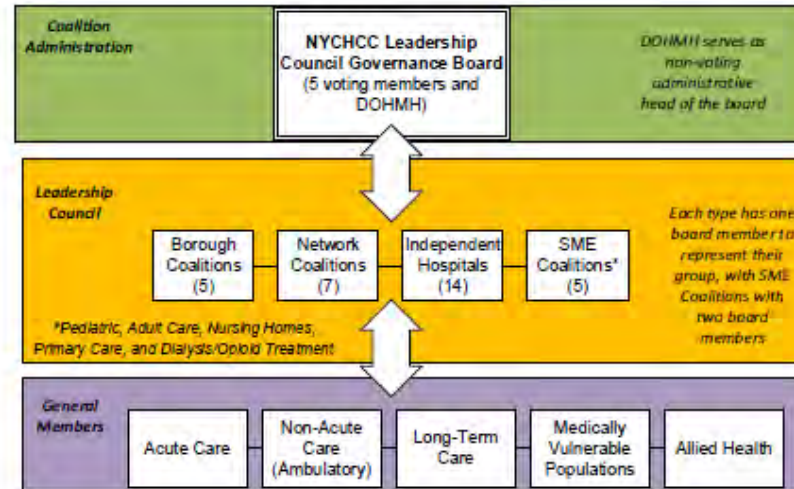 Coalition
Administration
NYCHCC Leadership
Council Governance Board
(5 voting members and
DOHMH)
DOHMH serves as
non-voting
administrative
head of the board
Leadership
Council
Borough
Coalitions
(5)
Network
Coalitions
(7)
Independent
Hospitals
(14)
SME
Coalitions*
(5)
Each type has one
board member to
represent their
group, with SME
Coalitions with
two board
members
*Pediatric, Adult Care, Nursing Homes,
Primary Care, and Dialysis/Opioid Treatment
General
Members
Acute Care
Non-Acute
Care
(Ambulatory)
Long-Term
Care
Medically
Vulnerable
Populations
Allied Health